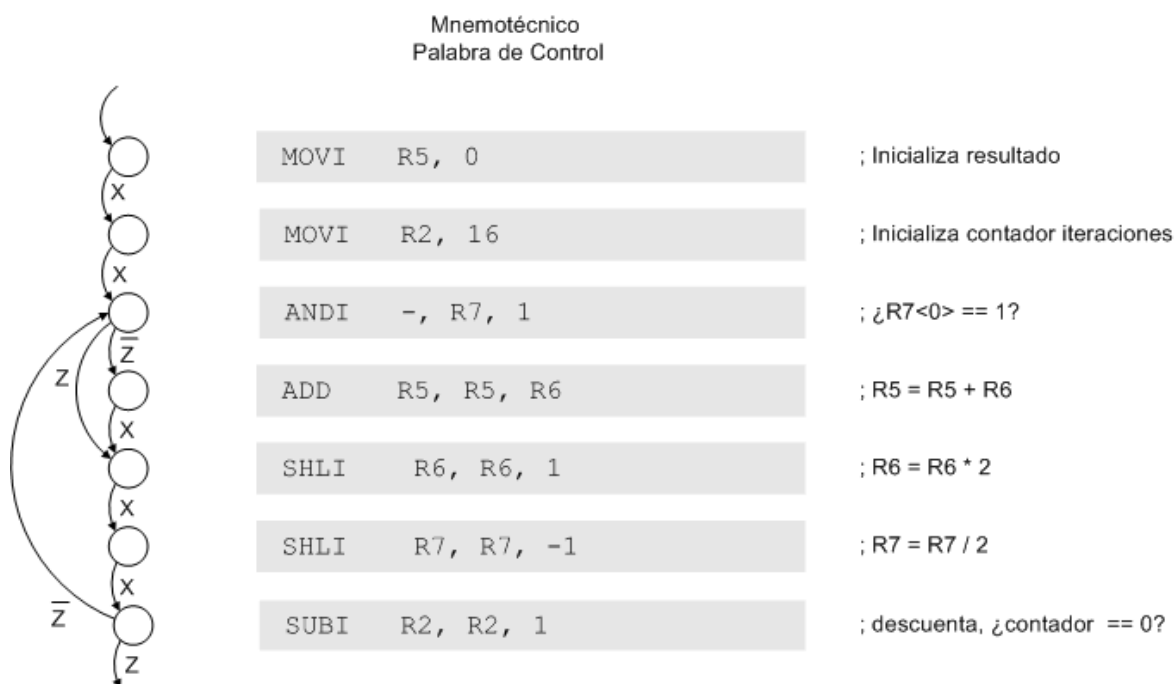 Mnemotécnico
Palabra de Control
MOVI R5, 0 ; Inicializa resultado
X
MOVI R2, 16 ; Inicializa contador iteraciones
X
ANDI -, R7, 1 ; ¿R7<0> == 1?
z̅
z
ADD R5, R5, R6 ; R5 = R5 + R6
X
SHLI R6, R6, 1 ; R6 = R6 * 2
X
SHLI R7, R7, -1 ; R7 = R7 / 2
X
z̅
SUBI R2, R2, 1 ; descuenta, ¿contador == 0?
z